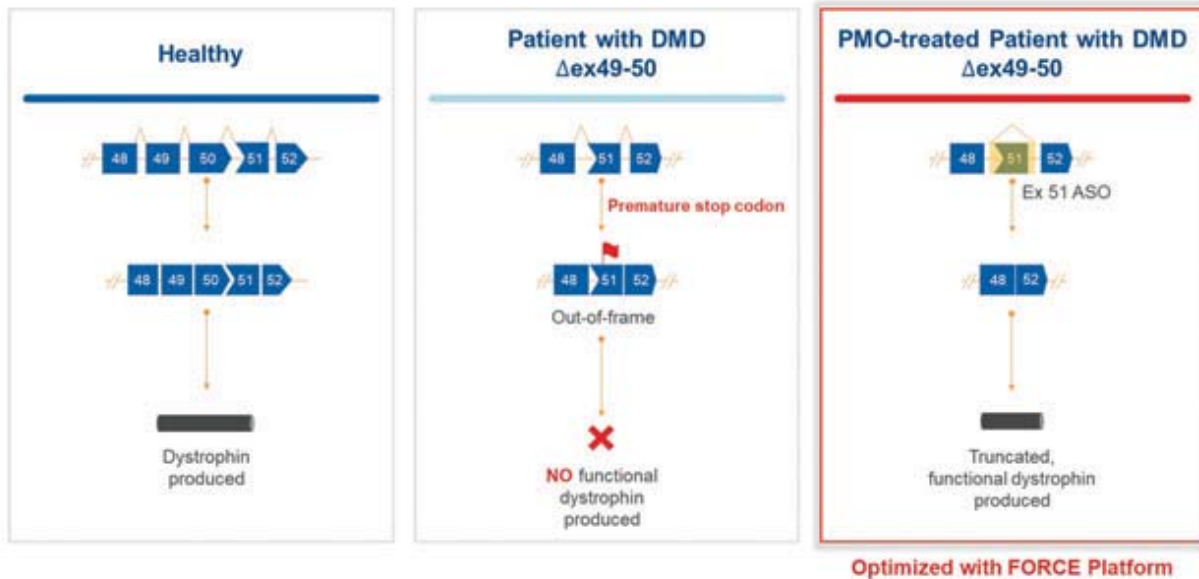 Healthy
48 49 50 51 52
48 49 50 51 52
Dystrophin
produced
Patient with DMD
Δex49-50
48 51 52
Premature stop codon
48 51 52
Out-of-frame
NO functional
dystrophin
produced
PMO-treated Patient with DMD
Δex49-50
48 51 52
Ex 51 ASO
48 52
Truncated,
functional dystrophin
produced
Optimized with FORCE Platform